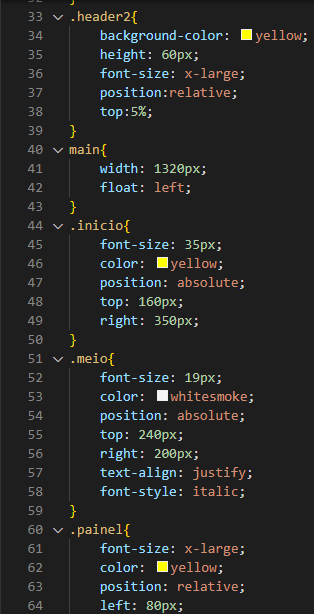 33 .header2{
34 background-color: yellow;
35 height: 60px;
36 font-size: x-large;
37 position:relative;
38 top:5%;
39 }
40 main{
41 width: 1320px;
42 float: left;
43 }
44 .inicio{
45 font-size: 35px;
46 color: yellow;
47 position: absolute;
48 top: 160px;
49 right: 350px;
50 }
51 .meio{
52 font-size: 19px;
53 color: whitesmoke;
54 position: absolute;
55 top: 240px;
56 right: 200px;
57 text-align: justify;
58 font-style: italic;
59 }
60 .painel{
61 font-size: x-large;
62 color: yellow;
63 position: relative;
64 left: 80px;